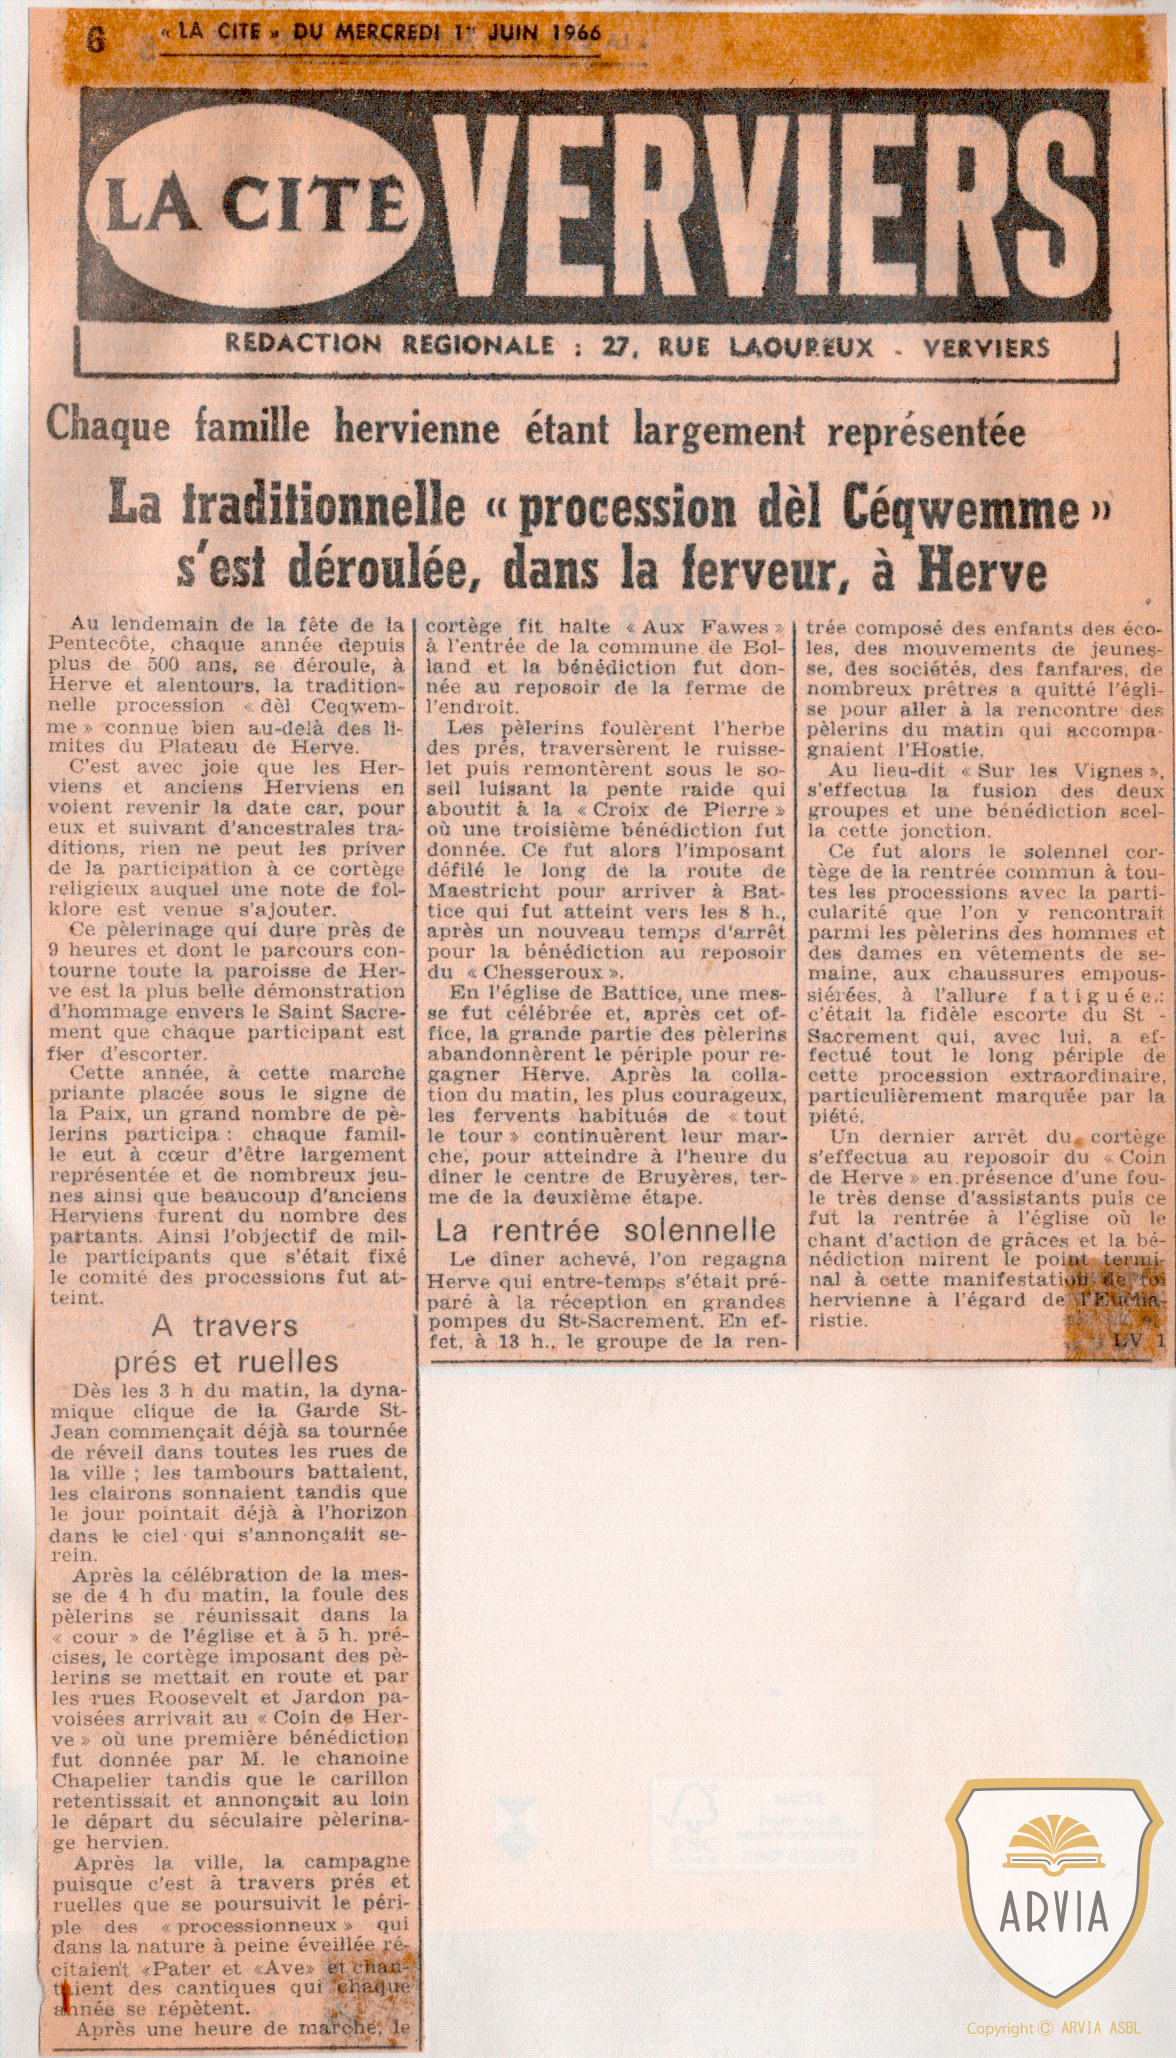 6
« LA CITE » DU MERCREDI 1er JUIN 1966
LA CITÉ VERVIERS
REDACTION REGIONALE : 27, RUE LAOUREUX - VERVIERS
Chaque famille hervienne étant largement représentée
La traditionnelle « procession dèl Céqwemme »
s'est déroulée, dans la ferveur, à Herve
Au lendemain de la fête de la
Pentecôte, chaque année depuis
plus de 500 ans, se déroule, à
Herve et alentours, la tradition-
nelle procession « dèl Ceqwem-
me » connue bien au-delà des li-
mites du Plateau de Herve.
C'est avec joie que les Her-
viens et anciens Herviens en
voient revenir la date car, pour
eux et suivant d'ancestrales tra-
ditions, rien ne peut les priver
de la participation à ce cortège
religieux auquel une note de fol-
klore est venue s'ajouter.
Ce pèlerinage qui dure près de
9 heures et dont le parcours con-
tourne toute la paroisse de Her-
ve est la plus belle démonstration
d'hommage envers le Saint Sacre-
ment que chaque participant est
fier d'escorter.
Cette année, à cette marche
priante placée sous le signe de
la Paix, un grand nombre de pè-
lerins participa : chaque famil-
le eut à cœur d'être largement
représentée et de nombreux jeu-
nes ainsi que beaucoup d'anciens
Herviens furent du nombre des
partants. Ainsi l'objectif de mil-
le participants que s'était fixé
le comité des processions fut at-
teint.
A travers
prés et ruelles
Dès les 3 h du matin, la dyna-
mique clique de la Garde St-
Jean commençait déjà sa tournée
de réveil dans toutes les rues de
la ville ; les tambours battaient,
les clairons sonnaient tandis que
le jour pointait déjà à l'horizon
dans le ciel qui s'annonçaiit se-
rein.
Après la célébration de la mes-
se de 4 h du matin, la foule des
pèlerins se réunissait dans la
« cour » de l'église et à 5 h. pré-
cises, le cortège imposant des pè-
lerins se mettait en route et par
les rues Roosevelt et Jardon pa-
voisées arrivait au « Coin de Her-
ve » où une première bénédiction
fut donnée par M. le chanoine
Chapelier tandis que le carillon
retentissait et annonçait au loin
le départ du séculaire pèlerina-
ge hervien.
Après la ville, la campagne
puisque c'est à travers prés et
ruelles que se poursuivit le péri-
ple des « processionneux » qui
dans la nature à peine éveillée ré-
citaient «Pater et «Ave» et chan-
taient des cantiques qui chaque
année se répètent.
Après une heure de marche, le
cortège fit halte « Aux Fawes »
à l'entrée de la commune de Bol-
land et la bénédiction fut don-
née au reposoir de la ferme de
l'endroit.
Les pèlerins foulèrent l'herbe
des prés, traversèrent le ruisse-
let puis remontèrent sous le so-
seil luisant la pente raide qui
aboutit à la « Croix de Pierre »
où une troisième bénédiction fut
donnée. Ce fut alors l'imposant
défilé le long de la route de
Maestricht pour arriver à Bat-
tice qui fut atteint vers les 8 h.,
après un nouveau temps d'arrêt
pour la bénédiction au reposoir
du « Chesseroux ».
En l'église de Battice, une mes-
se fut célébrée et, après cet of-
fice, la grande partie des pèlerins
abandonnèrent le périple pour re-
gagner Herve. Après la colla-
tion du matin, les plus courageux,
les fervents habitués de « tout
le tour » continuèrent leur mar-
che, pour atteindre à l'heure du
dîner le centre de Bruyères, ter-
me de la deuxième étape.
La rentrée solennelle
Le dîner achevé, l'on regagna
Herve qui entre-temps s'était pré-
paré à la réception en grandes
pompes du St-Sacrement. En ef-
fet, à 13 h., le groupe de la ren-
trée composé des enfants des éco-
les, des mouvements de jeunes-
se, des sociétés, des fanfares, de
nombreux prêtres a quitté l'égli-
se pour aller à la rencontre des
pèlerins du matin qui accompa-
gnaient l'Hostie.
Au lieu-dit « Sur les Vignes »,
s'effectua la fusion des deux
groupes et une bénédiction scel-
la cette jonction.
Ce fut alors le solennel cor-
tège de la rentrée commun à tou-
tes les processions avec la parti-
cularité que l'on y rencontrait
parmi les pèlerins des hommes et
des dames en vêtements de se-
maine, aux chaussures empous-
siérées, à l'allure fatiguée.:
c'était la fidèle escorte du St -
Sacrement qui, avec lui, a ef-
fectué tout le long périple de
cette procession extraordinaire,
particulièrement marquée par la
piété.
Un dernier arrêt du cortège
s'effectua au reposoir du « Coin
de Herve » en présence d'une fou-
le très dense d'assistants puis ce
fut la rentrée à l'église où le
chant d'action de grâces et la bé-
nédiction mirent le point termi-
nal à cette manifestation de foi
hervienne à l'égard de l'Eucha-
ristie.
LV 1
ARVIA
Copyright © ARVIA ASBL